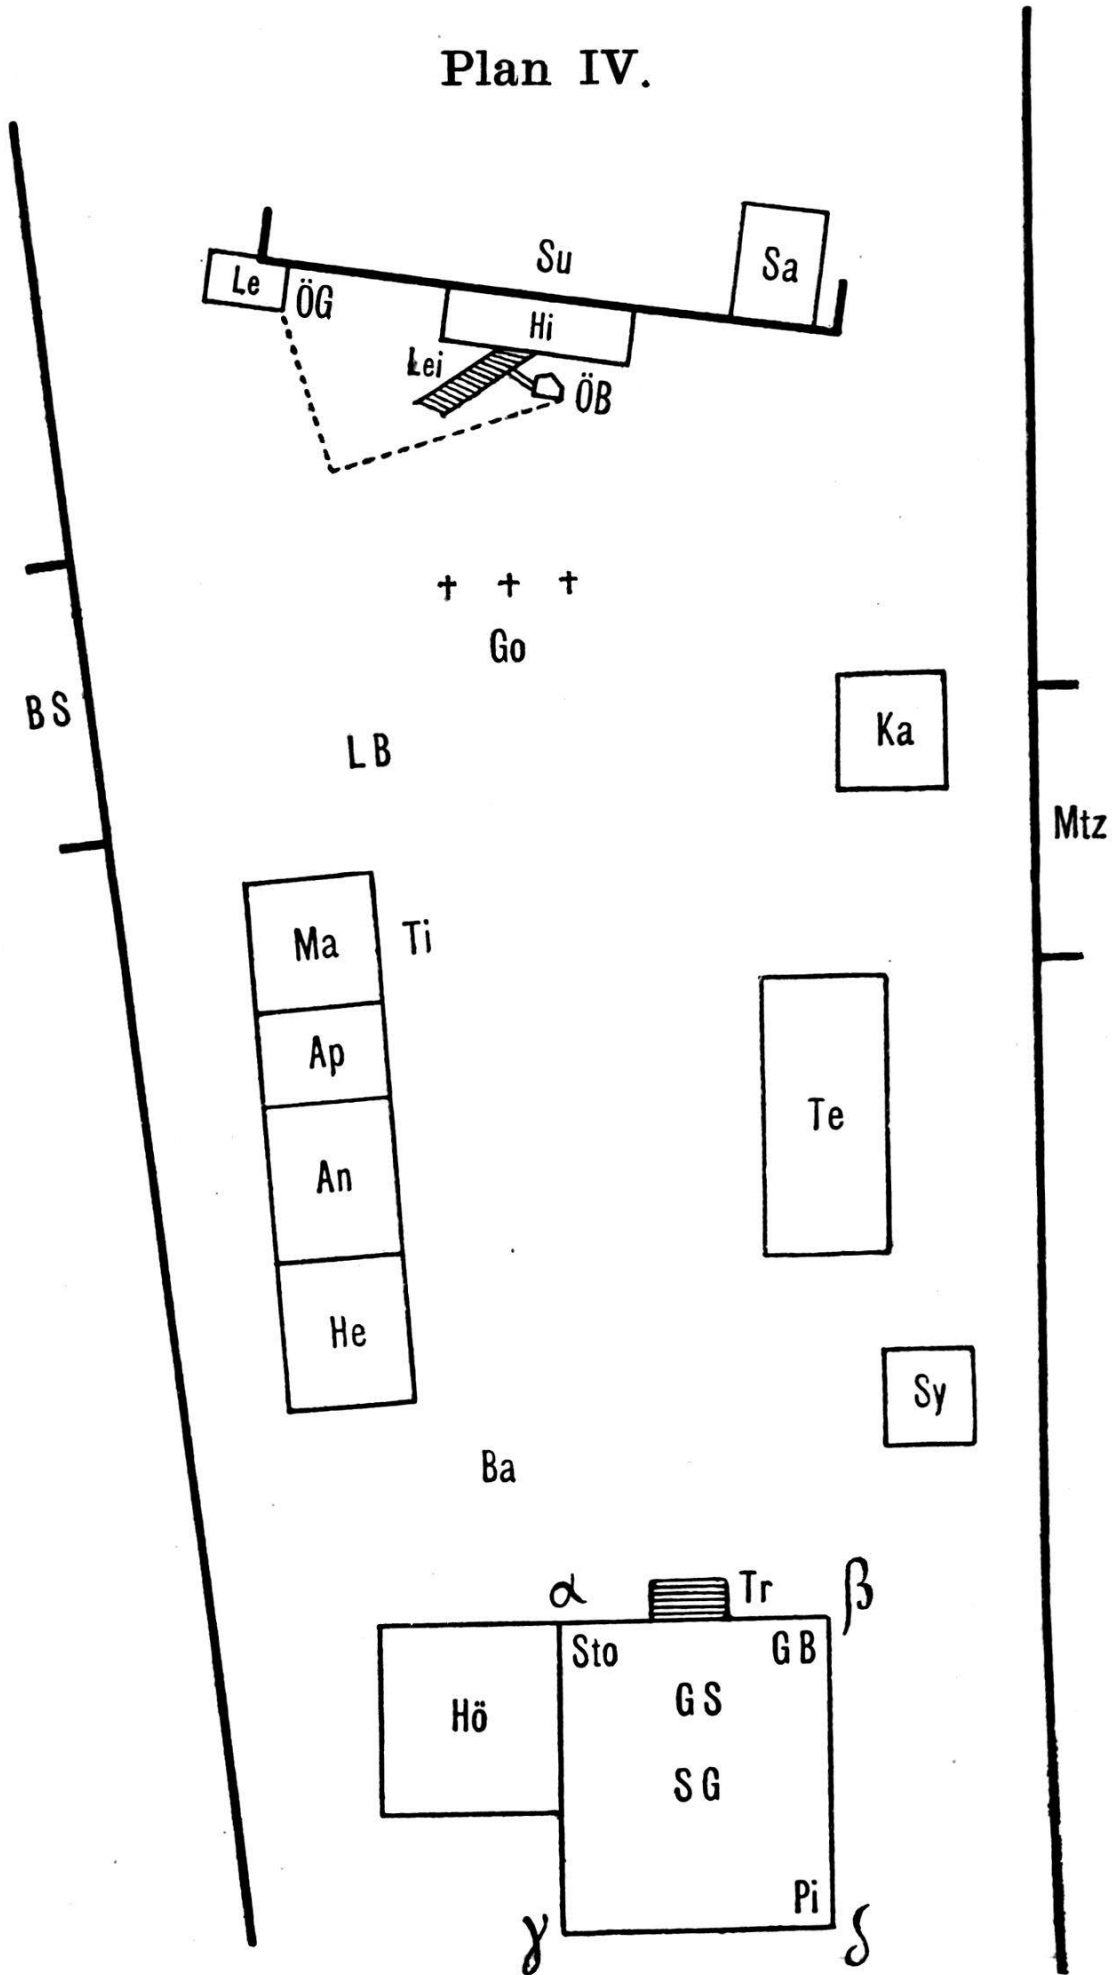 Plan IV.
Su
Sa
Le
ÖG
Hi
Lei
ÖB
Go
BS
LB
Ka
Mtz
Ma
Ti
Ap
Te
An
He
Sy
Ba
α
Tr
β
Sto
GB
GS
Hö
SG
Pi
γ
δ